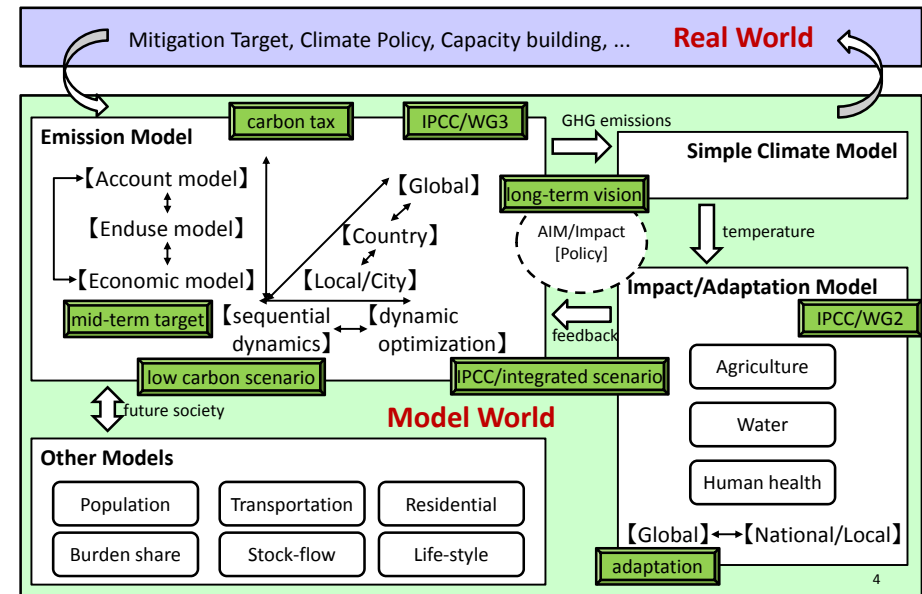 Mitigation Target, Climate Policy, Capacity building, ... Real World
carbon tax
IPCC/WG3
Emission Model
【Account model】
【Enduse model】
【Economic model】
【Global】
【Country】
【Local/City】
mid-term target
【sequential
dynamics】
【dynamic
optimization】
low carbon scenario
IPCC/integrated scenario
GHG emissions
Simple Climate Model
long-term vision
AIM/Impact
[Policy]
temperature
feedback
Impact/Adaptation Model
IPCC/WG2
Agriculture
Water
Human health
【Global】
【National/Local】
adaptation
future society
Model World
Other Models
Population
Transportation
Residential
Burden share
Stock-flow
Life-style
4